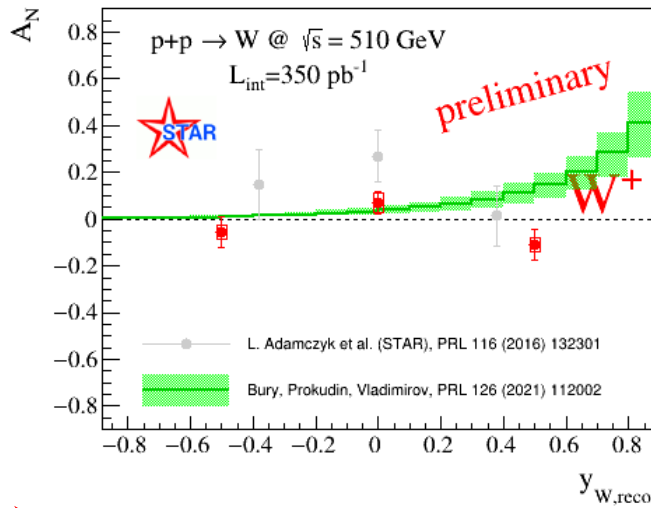 A_N
p+p → W @ √s = 510 GeV
L_int=350 pb⁻¹
preliminary
STAR
W⁺
L. Adamczyk et al. (STAR), PRL 116 (2016) 132301
Bury, Prokudin, Vladimirov, PRL 126 (2021) 112002
0.8
0.6
0.4
0.2
0
−0.2
−0.4
−0.6
−0.8
−0.8 −0.6 −0.4 −0.2 0 0.2 0.4 0.6 0.8
y_W,reco